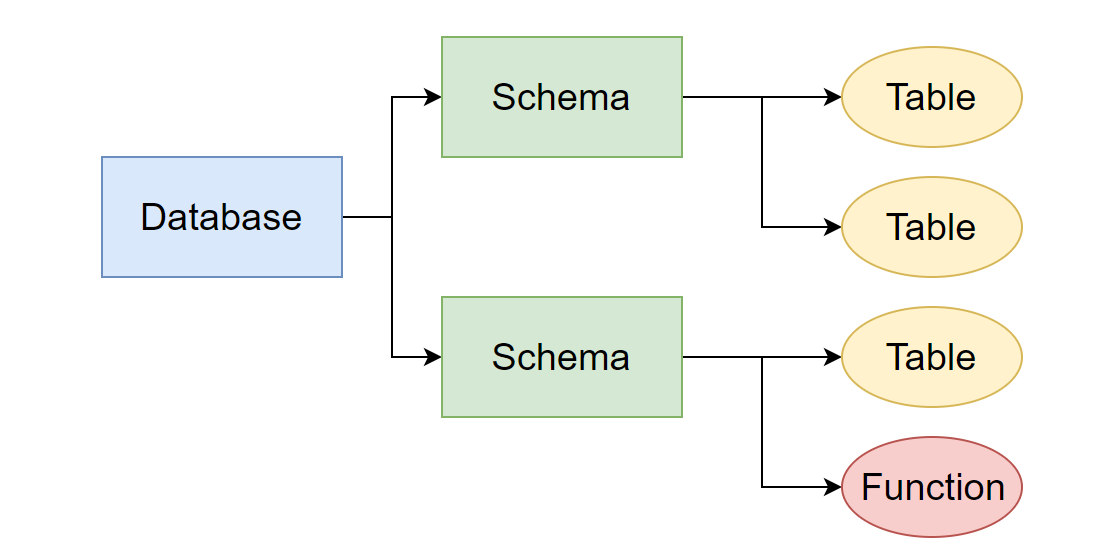 Database
Schema
Table
Table
Schema
Table
Function